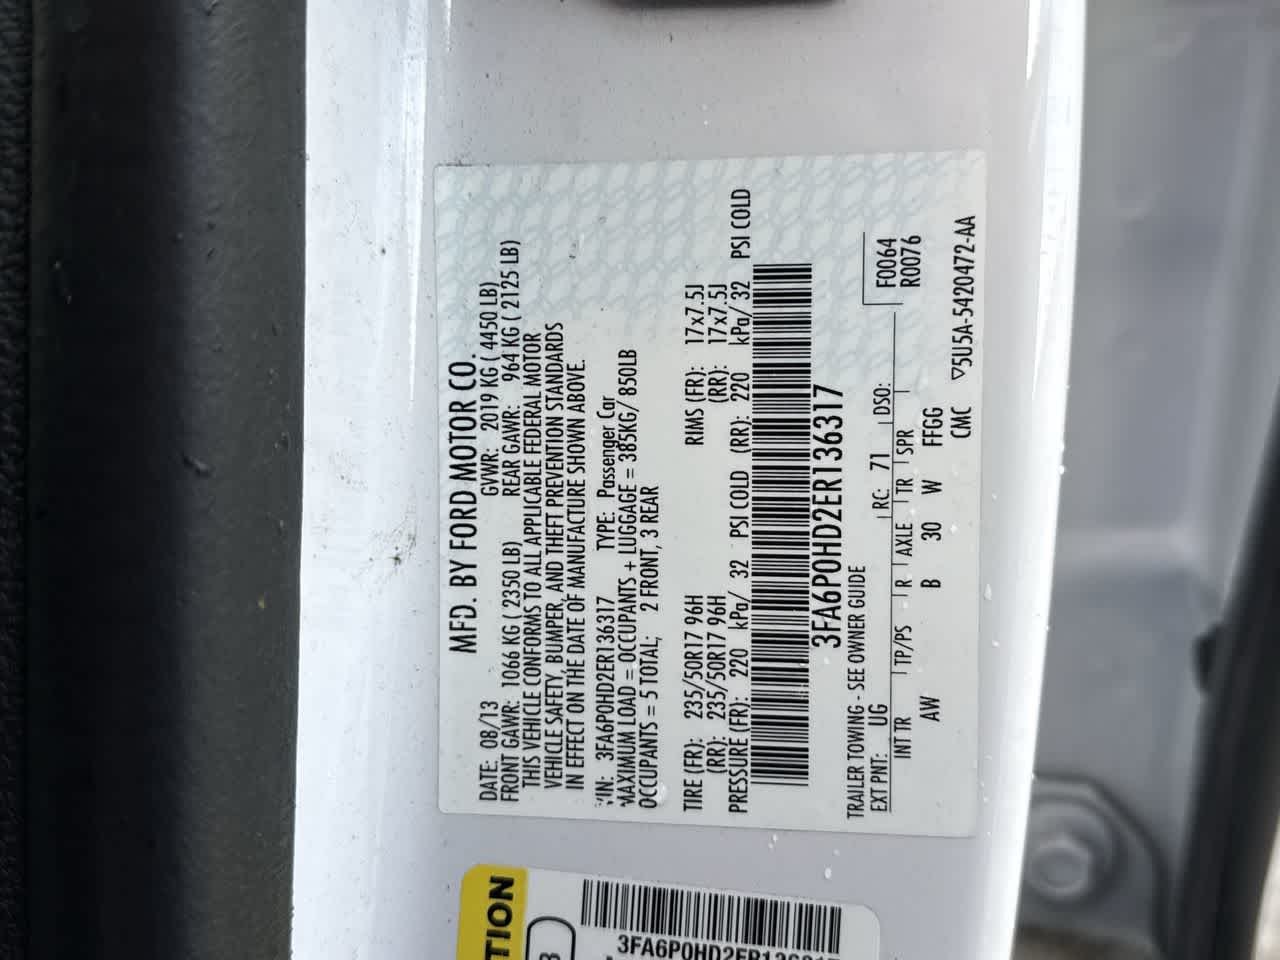 MFD. BY FORD MOTOR CO.
DATE: 08/13 GVWR: 2019 KG ( 4450 LB)
FRONT GAWR: 1066 KG ( 2350 LB) REAR GAWR: 964 KG ( 2125 LB)
THIS VEHICLE CONFORMS TO ALL APPLICABLE FEDERAL MOTOR
VEHICLE SAFETY, BUMPER, AND THEFT PREVENTION STANDARDS
IN EFFECT ON THE DATE OF MANUFACTURE SHOWN ABOVE.
VIN: 3FA6P0HD2ER136317 TYPE: Passenger Car
MAXIMUM LOAD = OCCUPANTS + LUGGAGE = 385KG/ 850LB
OCCUPANTS = 5 TOTAL; 2 FRONT, 3 REAR
TIRE (FR): 235/50R17 96H RIMS (FR): 17x7.5J
(RR): 235/50R17 96H (RR): 17x7.5J
PRESSURE (FR): 220 kPa/ 32 PSI COLD (RR): 220 kPa/ 32 PSI COLD
3FA6P0HD2ER136317
TRAILER TOWING - SEE OWNER GUIDE
EXT PNT: UG RC: 71 DSO: F0064
INT TR TP/PS R AXLE TR SPR R0076
AW B 30 W FFGG
CMC ▽5U5A-5420472-AA
TION
3
3FA6P0HD2ER136317